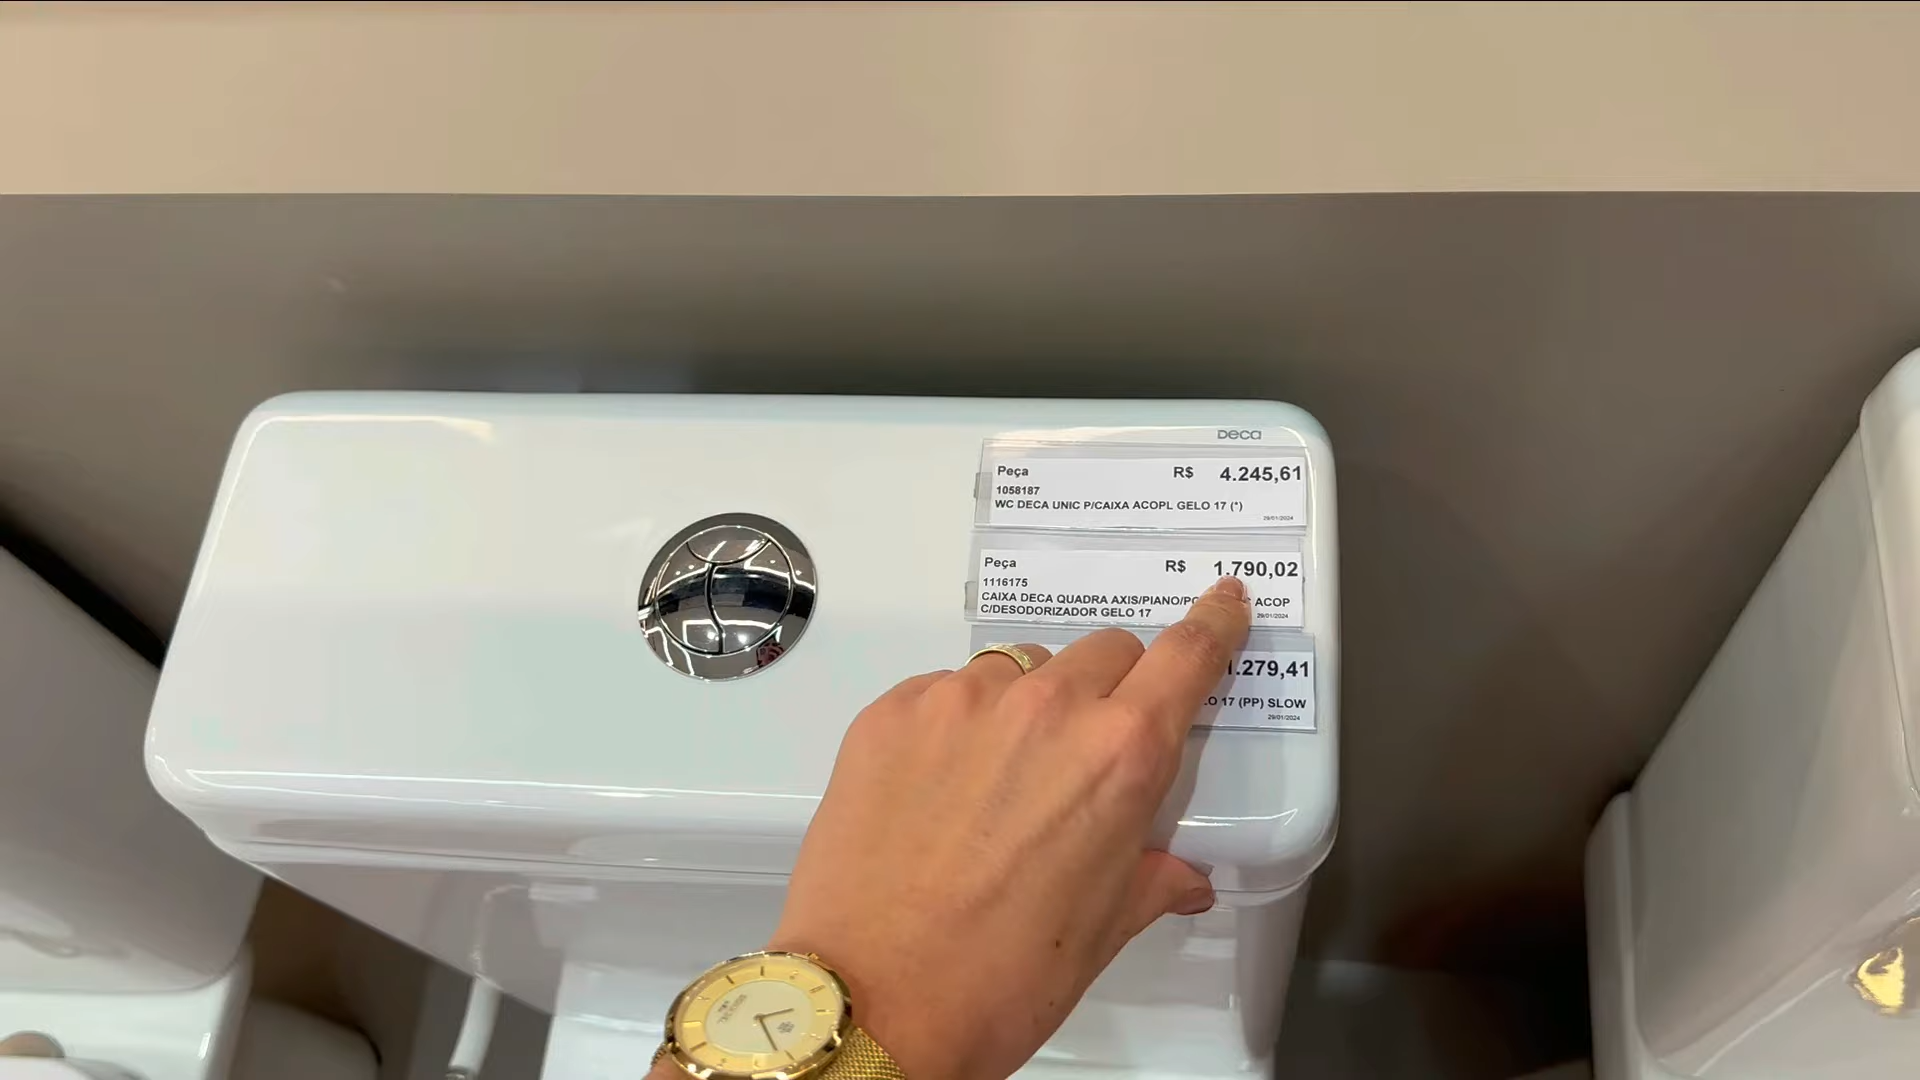 Deca
Peça R$ 4.245,61
1058187
WC DECA UNIC P/CAIXA ACOPL GELO 17 (*)
29/01/2024
Peça R$ 1.790,02
1116175
CAIXA DECA QUADRA AXIS/PIANO/PO ACOP
C/DESODORIZADOR GELO 17
29/01/2024
1.279,41
LO 17 (PP) SLOW
29/01/2024